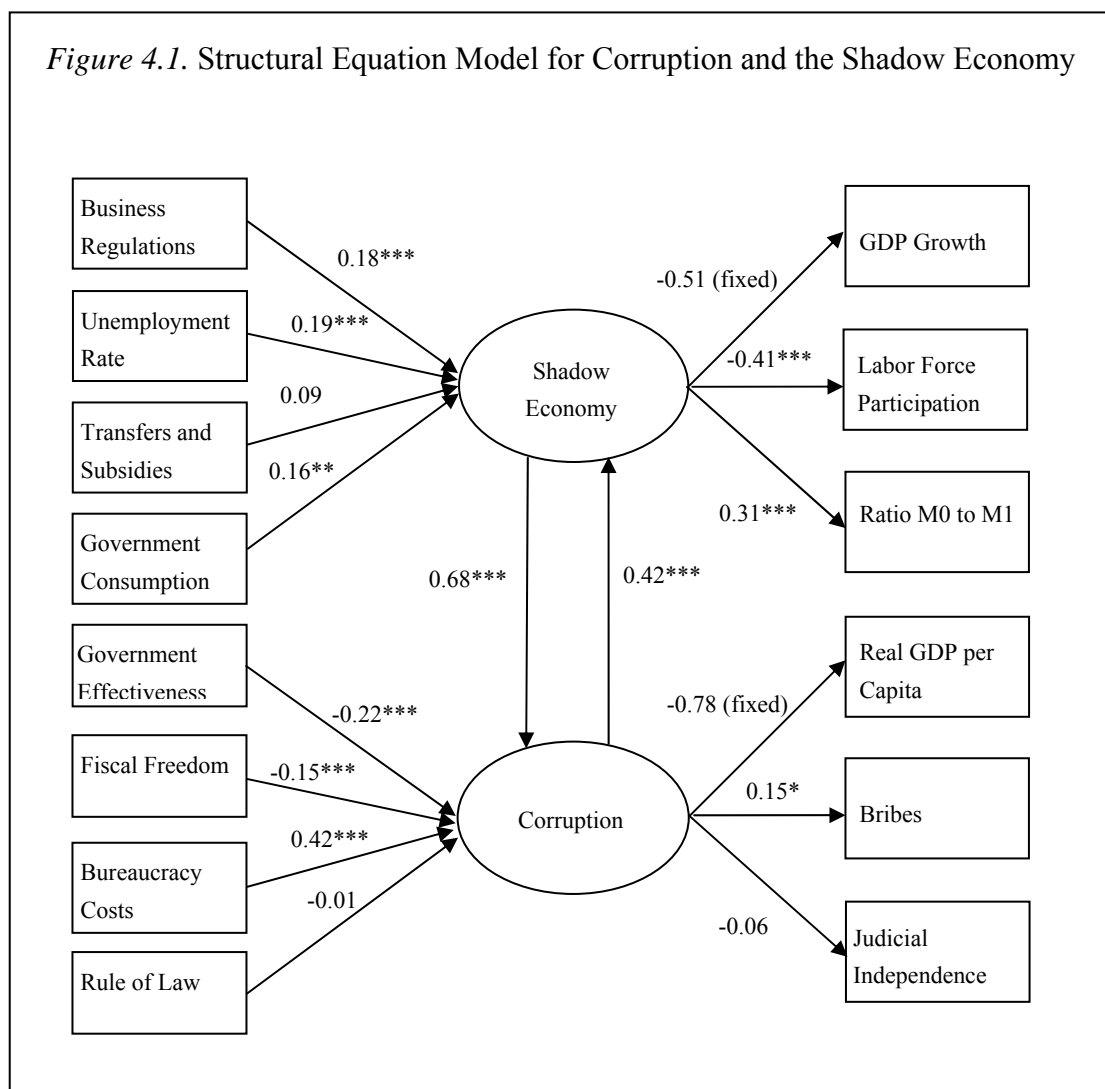 Figure 4.1. Structural Equation Model for Corruption and the Shadow Economy
Business
Regulations
Unemployment
Rate
Transfers and
Subsidies
Government
Consumption
Government
Effectiveness
Fiscal Freedom
Bureaucracy
Costs
Rule of Law
0.18***
0.19***
0.09
0.16**
-0.22***
-0.15***
0.42***
-0.01
Shadow
Economy
0.68***
0.42***
Corruption
-0.51 (fixed)
-0.41***
0.31***
-0.78 (fixed)
0.15*
-0.06
GDP Growth
Labor Force
Participation
Ratio M0 to M1
Real GDP per
Capita
Bribes
Judicial
Independence